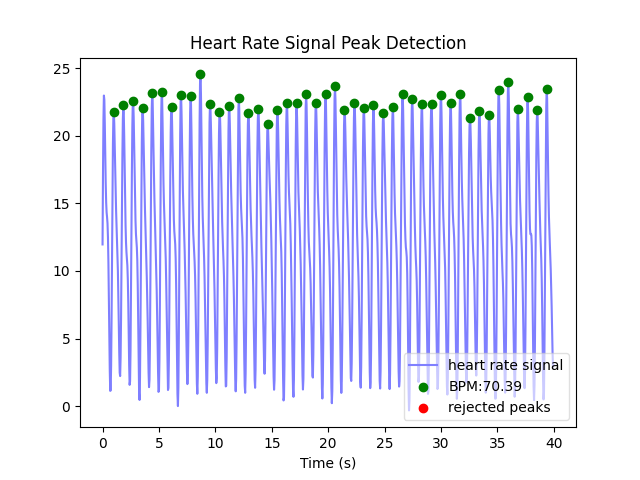 Heart Rate Signal Peak Detection
25
20
15
10
5
0
heart rate signal
BPM:70.39
rejected peaks
0 5 10 15 20 25 30 35 40
Time (s)